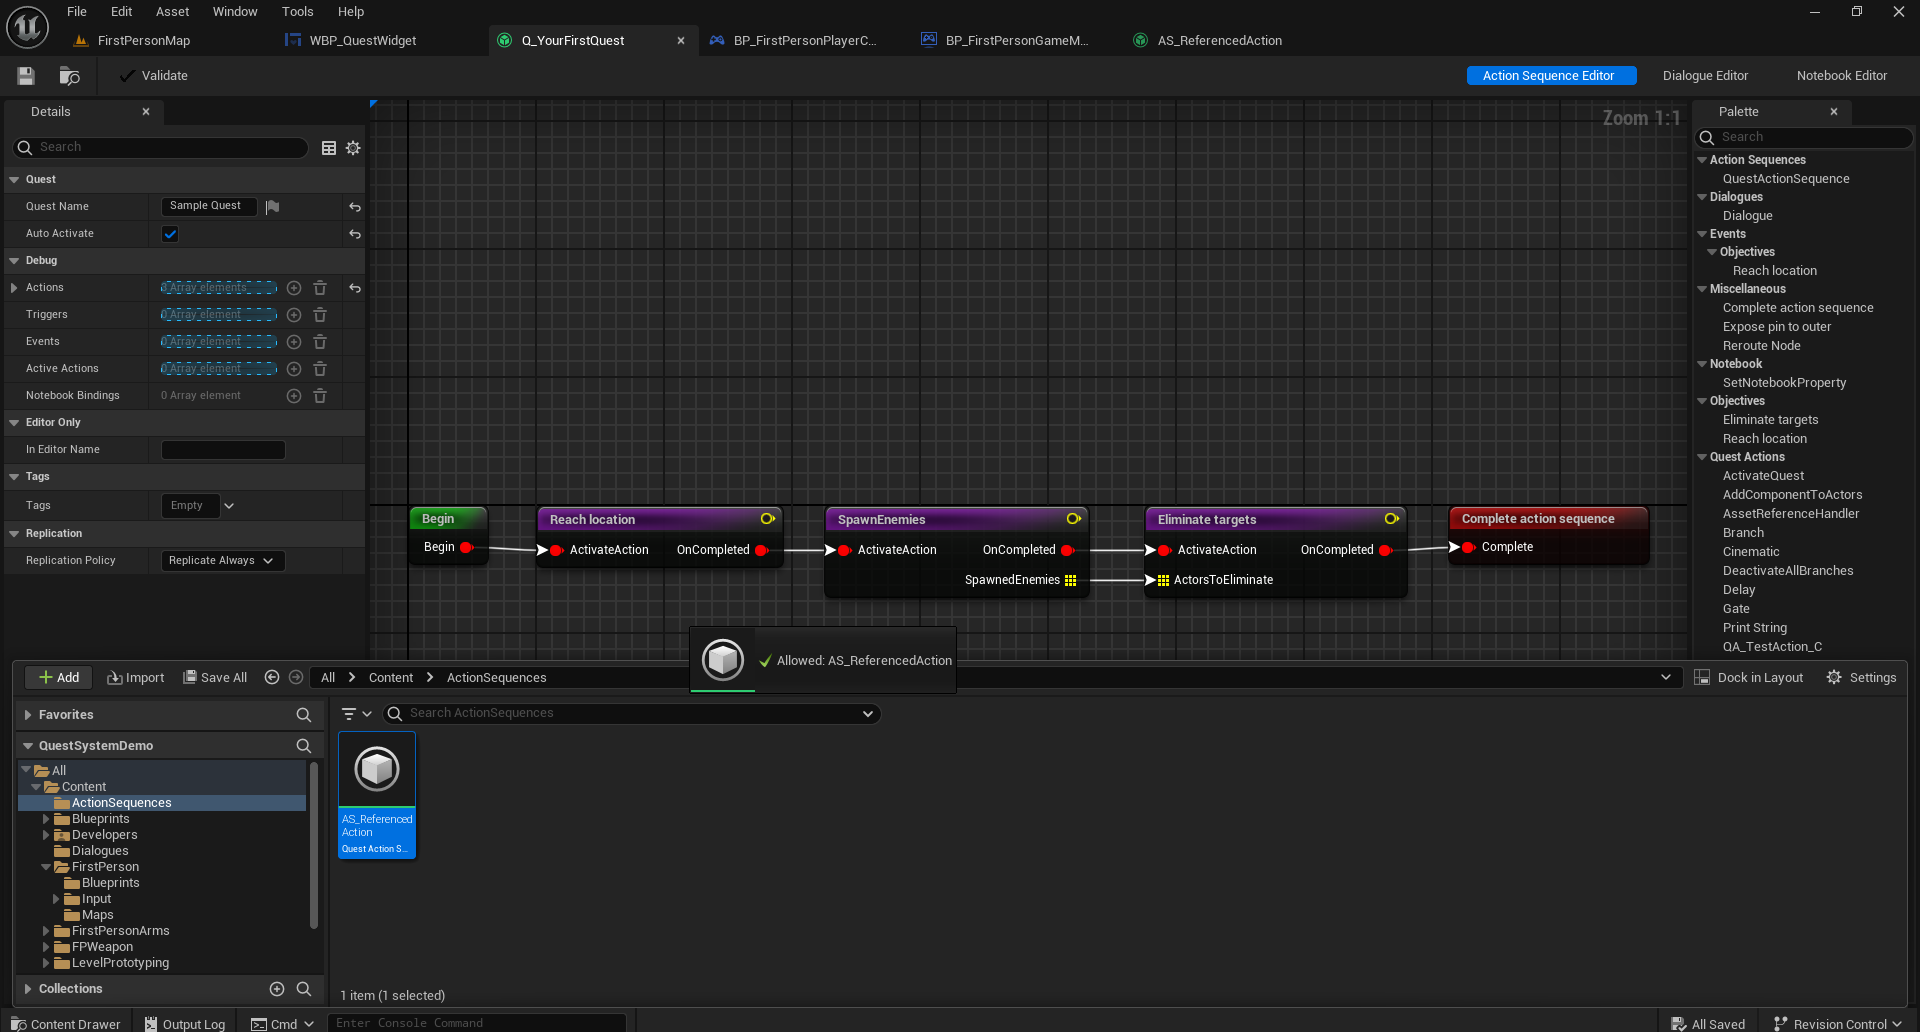 File Edit Asset Window Tools Help
FirstPersonMap WBP_QuestWidget Q_YourFirstQuest BP_FirstPersonPlayerC... BP_FirstPersonGameM... AS_ReferencedAction
Validate Action Sequence Editor Dialogue Editor Notebook Editor
Details
Search
Quest
Quest Name Sample Quest
Auto Activate
Debug
Actions 3 Array elements
Triggers 0 Array element
Events 0 Array element
Active Actions 0 Array element
Notebook Bindings 0 Array element
Editor Only
In Editor Name
Tags
Tags Empty
Replication
Replication Policy Replicate Always
Zoom 1:1
Begin
Begin
Reach location
ActivateAction OnCompleted
SpawnEnemies
ActivateAction OnCompleted
SpawnedEnemies
Eliminate targets
ActivateAction OnCompleted
ActorsToEliminate
Complete action sequence
Complete
Allowed: AS_ReferencedAction
Palette
Search
Action Sequences
QuestActionSequence
Dialogues
Dialogue
Events
Objectives
Reach location
Miscellaneous
Complete action sequence
Expose pin to outer
Reroute Node
Notebook
SetNotebookProperty
Objectives
Eliminate targets
Reach location
Quest Actions
ActivateQuest
AddComponentToActors
AssetReferenceHandler
Branch
Cinematic
DeactivateAllBranches
Delay
Gate
Print String
QA_TestAction_C
Add Import Save All All Content ActionSequences Dock in Layout Settings
Favorites
QuestSystemDemo
All
Content
ActionSequences
Blueprints
Developers
Dialogues
FirstPerson
Blueprints
Input
Maps
FirstPersonArms
FPWeapon
LevelPrototyping
Collections
Search ActionSequences
AS_Referenced
Action
Quest Action S...
1 item (1 selected)
Content Drawer Output Log Cmd Enter Console Command All Saved Revision Control